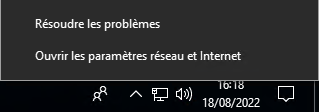 Résoudre les problèmes
Ouvrir les paramètres réseau et Internet
16:18
18/08/2022